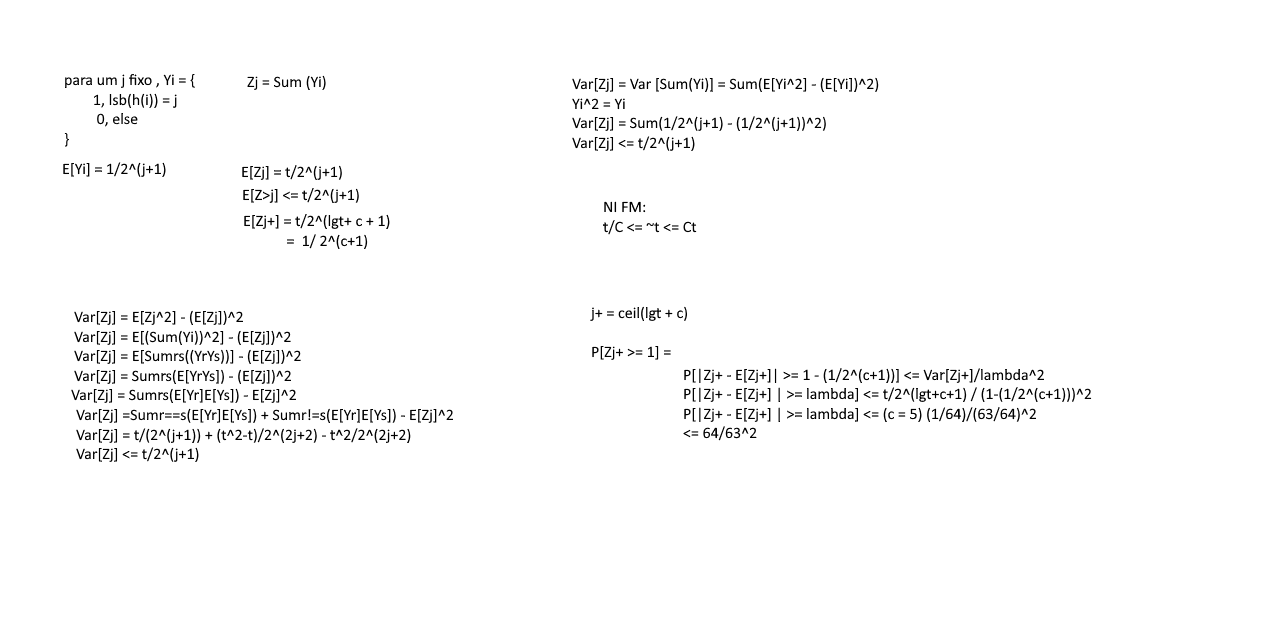 para um j fixo , Yi = {
1, lsb(h(i)) = j
0, else
}
E[Yi] = 1/2^(j+1)
Zj = Sum (Yi)
E[Zj] = t/2^(j+1)
E[Z>j] <= t/2^(j+1)
E[Zj+] = t/2^(lgt+ c + 1)
= 1/ 2^(c+1)
Var[Zj] = Var [Sum(Yi)] = Sum(E[Yi^2] - (E[Yi])^2)
Yi^2 = Yi
Var[Zj] = Sum(1/2^(j+1) - (1/2^(j+1))^2)
Var[Zj] <= t/2^(j+1)
NI FM:
t/C <= ~t <= Ct
Var[Zj] = E[Zj^2] - (E[Zj])^2
Var[Zj] = E[(Sum(Yi))^2] - (E[Zj])^2
Var[Zj] = E[Sumrs((YrYs))] - (E[Zj])^2
Var[Zj] = Sumrs(E[YrYs]) - (E[Zj])^2
Var[Zj] = Sumrs(E[Yr]E[Ys]) - E[Zj]^2
Var[Zj] =Sumr==s(E[Yr]E[Ys]) + Sumr!=s(E[Yr]E[Ys]) - E[Zj]^2
Var[Zj] = t/(2^(j+1)) + (t^2-t)/2^(2j+2) - t^2/2^(2j+2)
Var[Zj] <= t/2^(j+1)
j+ = ceil(lgt + c)
P[Zj+ >= 1] =
P[|Zj+ - E[Zj+]| >= 1 - (1/2^(c+1))] <= Var[Zj+]/lambda^2
P[|Zj+ - E[Zj+] | >= lambda] <= t/2^(lgt+c+1) / (1-(1/2^(c+1)))^2
P[|Zj+ - E[Zj+] | >= lambda] <= (c = 5) (1/64)/(63/64)^2
<= 64/63^2